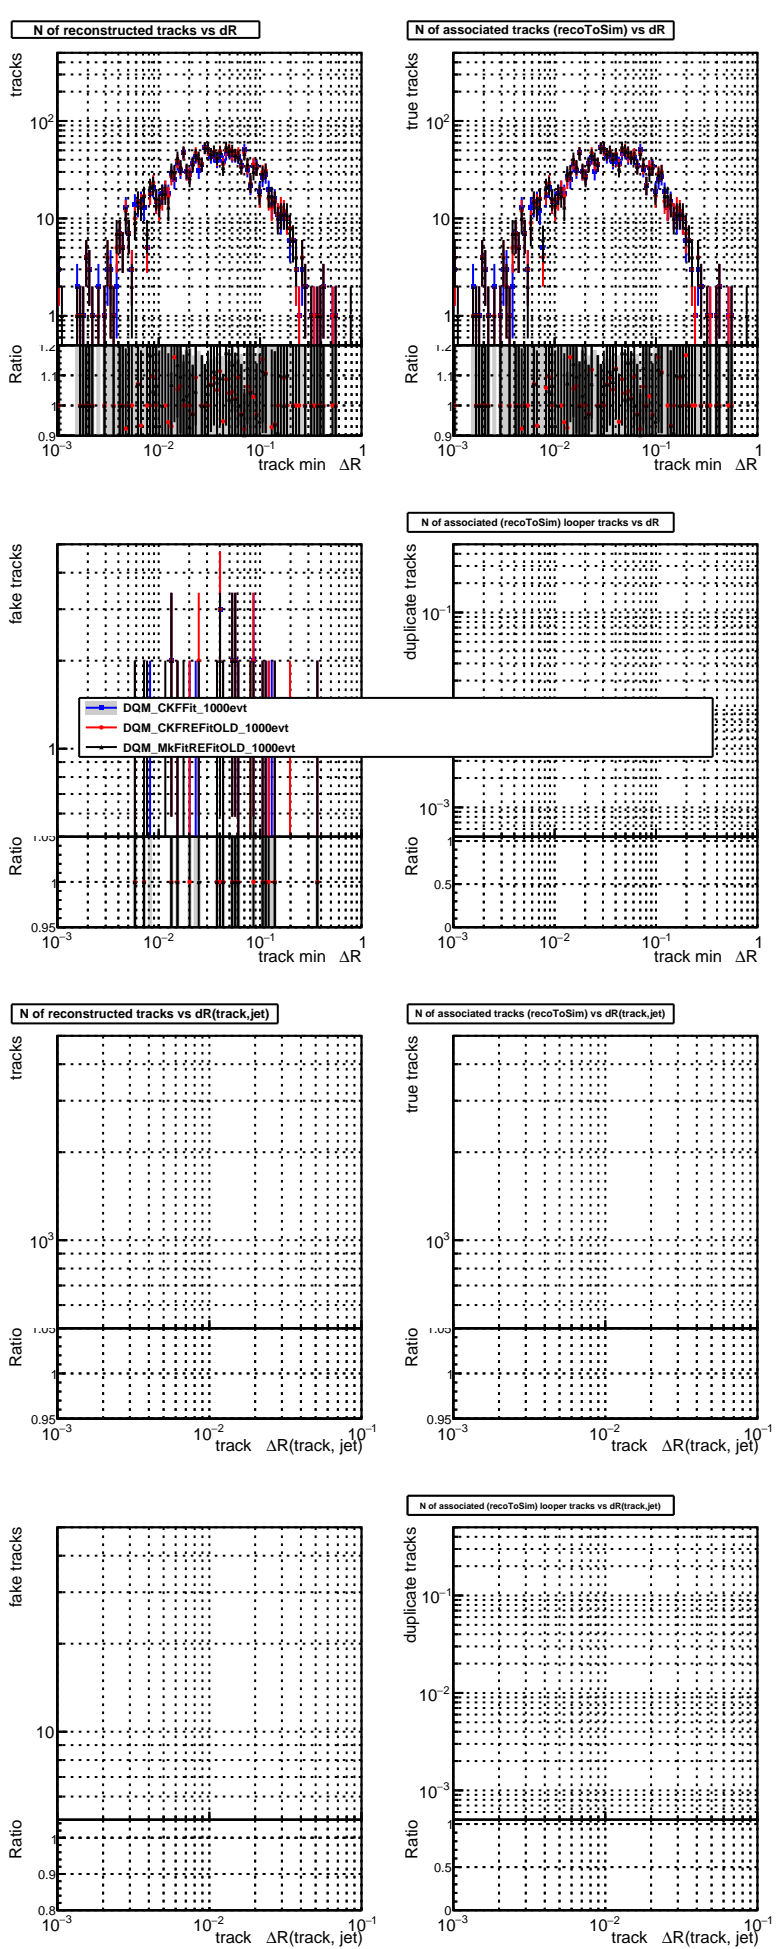 N of reconstructed tracks vs dR
N of associated tracks (recoToSim) vs dR
tracks
10²
10
1
Ratio
1.2
1.1
1
0.9
10⁻³
10⁻²
10⁻¹
1
track min ΔR
true tracks
10²
10
1
Ratio
1.2
1.1
1
0.9
10⁻³
10⁻²
10⁻¹
1
track min ΔR
N of associated (recoToSim) looper tracks vs dR
fake tracks
1
Ratio
1.05
1
0.95
10⁻³
10⁻²
10⁻¹
1
track min ΔR
duplicate tracks
10⁻¹
10⁻³
Ratio
1
0.5
0
10⁻³
10⁻²
10⁻¹
1
track min ΔR
DQM_CKFFit_1000evt
DQM_CKFREFitOLD_1000evt
DQM_MkFitREFitOLD_1000evt
N of reconstructed tracks vs dR(track,jet)
N of associated tracks (recoToSim) vs dR(track,jet)
tracks
10³
Ratio
1.05
1
0.95
10⁻³
10⁻²
10⁻¹
track ΔR(track, jet)
true tracks
10³
Ratio
1.05
1
0.95
10⁻³
10⁻²
10⁻¹
track ΔR(track, jet)
N of associated (recoToSim) looper tracks vs dR(track,jet)
fake tracks
10
Ratio
1
0.9
0.8
10⁻³
10⁻²
10⁻¹
track ΔR(track, jet)
duplicate tracks
10⁻¹
10⁻²
10⁻³
Ratio
1
0.5
0
10⁻³
10⁻²
10⁻¹
track ΔR(track, jet)